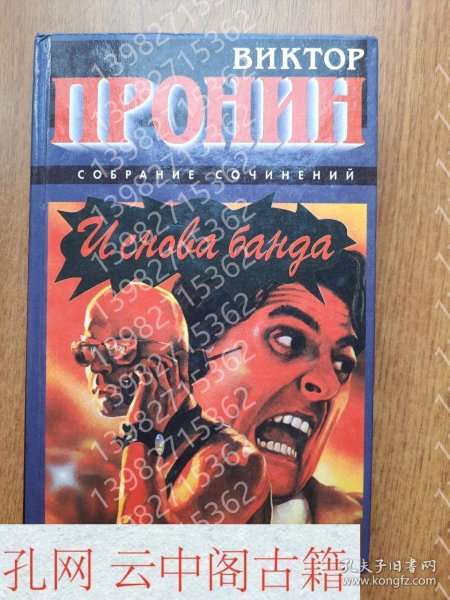 ВИКТОР
ПРОНИН
СОБРАНИЕ СОЧИНЕНИЙ
И снова банда
13982715362
孔网 云中阁古籍
孔夫子旧书网
www.kongfz.com